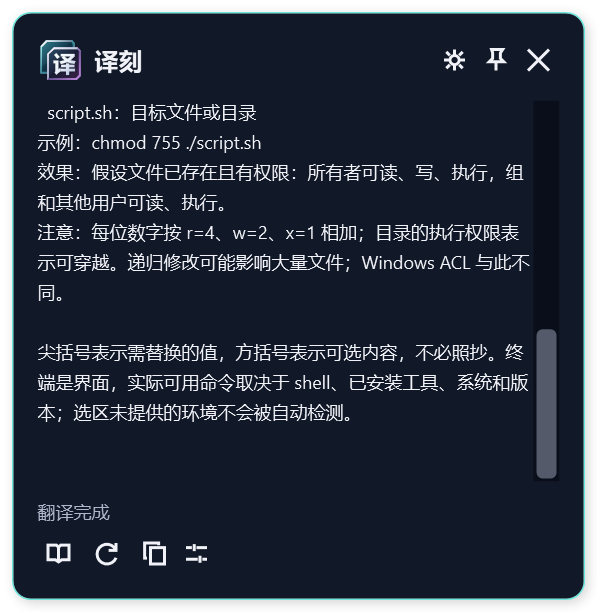 译 译刻
script.sh：目标文件或目录
示例：chmod 755 ./script.sh
效果：假设文件已存在且有权限：所有者可读、写、执行，组
和其他用户可读、执行。
注意：每位数字按 r=4、w=2、x=1 相加；目录的执行权限表
示可穿越。递归修改可能影响大量文件；Windows ACL 与此不
同。
尖括号表示需替换的值，方括号表示可选内容，不必照抄。终
端是界面，实际可用命令取决于 shell、已安装工具、系统和版
本；选区未提供的环境不会被自动检测。
翻译完成